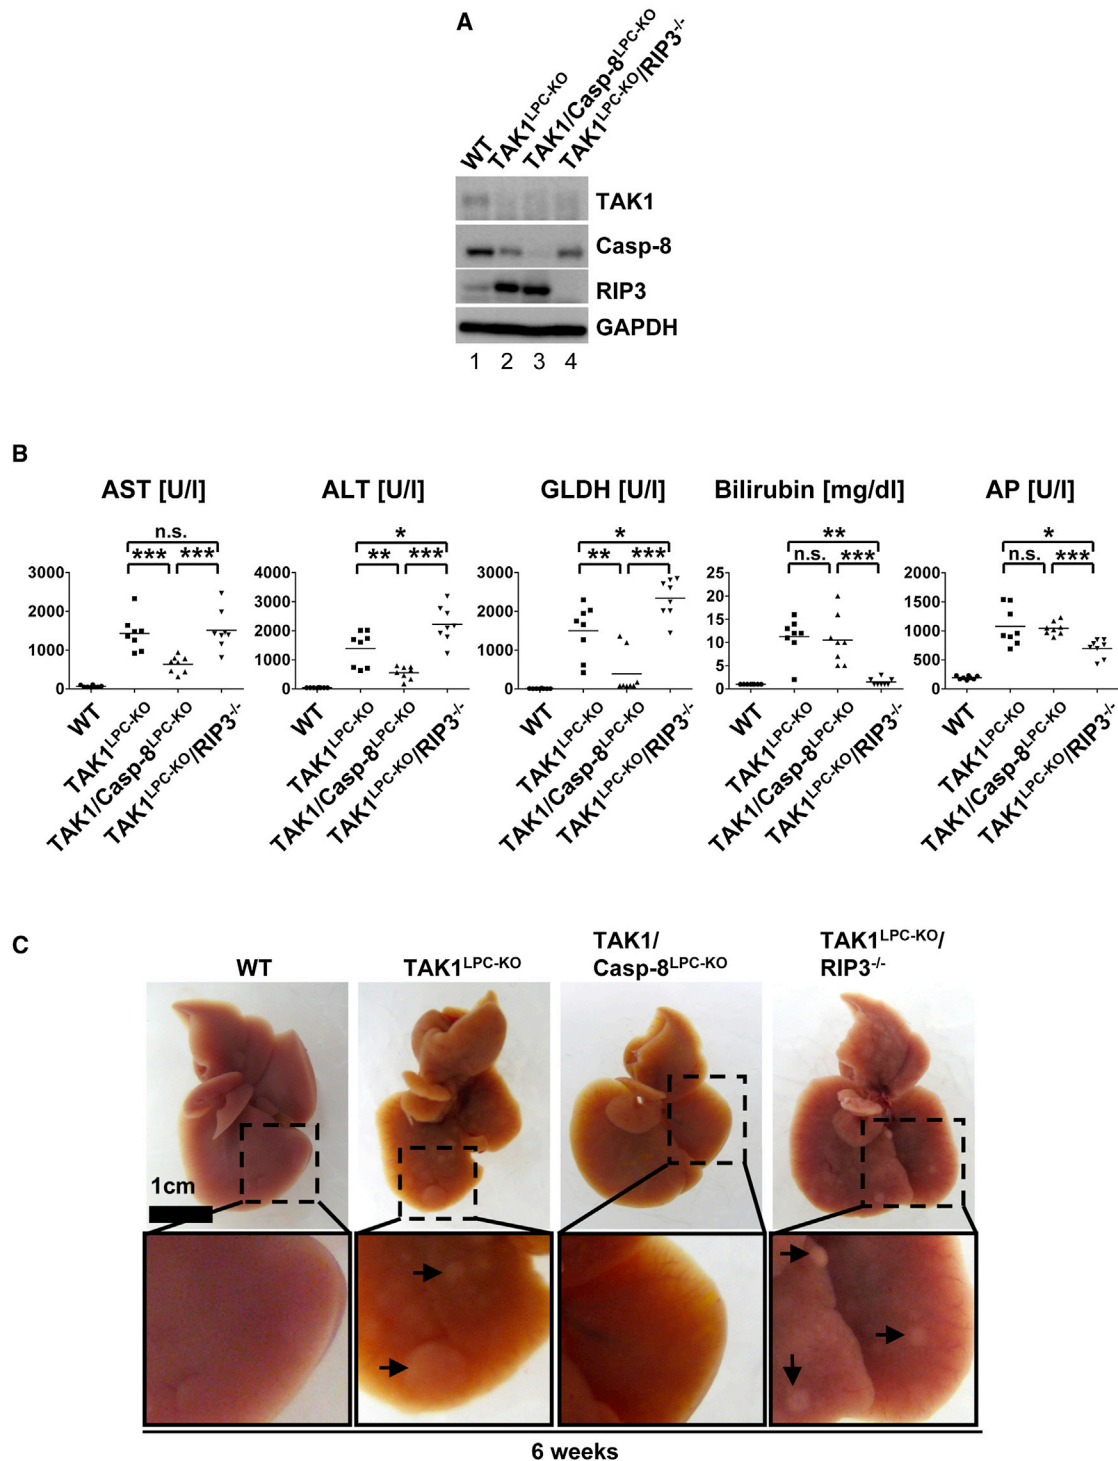 A
WT
TAK1LPC-KO
TAK1/Casp-8LPC-KO
TAK1LPC-KO/RIP3-/-
TAK1
Casp-8
RIP3
GAPDH
1 2 3 4
B
AST [U/l]
n.s.
*** ***
3000
2000
1000
0
WT
TAK1LPC-KO
TAK1/Casp-8LPC-KO
TAK1LPC-KO/RIP3-/-
ALT [U/l]
*
** ***
4000
3000
2000
1000
0
WT
TAK1LPC-KO
TAK1/Casp-8LPC-KO
TAK1LPC-KO/RIP3-/-
GLDH [U/l]
*
** ***
3000
2000
1000
0
WT
TAK1LPC-KO
TAK1/Casp-8LPC-KO
TAK1LPC-KO/RIP3-/-
Bilirubin [mg/dl]
**
n.s. ***
25
20
15
10
5
0
WT
TAK1LPC-KO
TAK1/Casp-8LPC-KO
TAK1LPC-KO/RIP3-/-
AP [U/l]
*
n.s. ***
2000
1500
1000
500
0
WT
TAK1LPC-KO
TAK1/Casp-8LPC-KO
TAK1LPC-KO/RIP3-/-
C
WT
TAK1LPC-KO
TAK1/
Casp-8LPC-KO
TAK1LPC-KO/
RIP3-/-
1cm
6 weeks